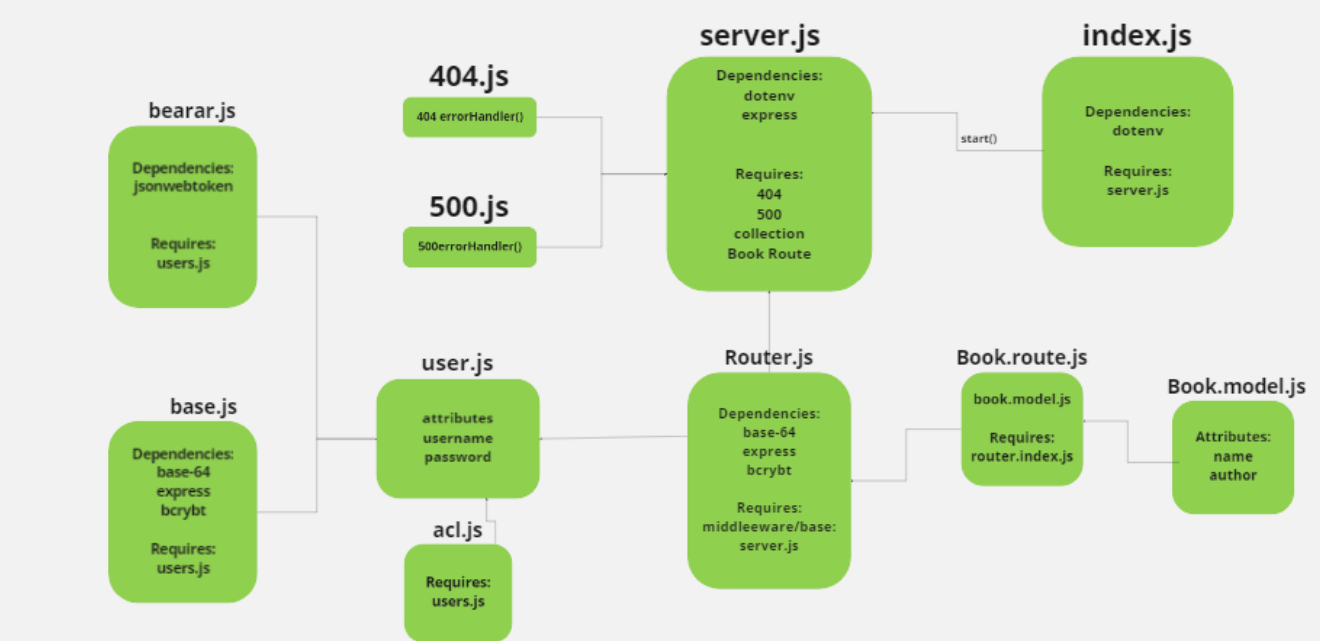 server.js
Dependencies:
dotenv
express
Requires:
404
500
collection
Book Route
index.js
Dependencies:
dotenv
Requires:
server.js
start()
404.js
404 errorHandler()
500.js
500errorHandler()
bearar.js
Dependencies:
jsonwebtoken
Requires:
users.js
base.js
Dependencies:
base-64
express
bcrybt
Requires:
users.js
user.js
attributes
username
password
acl.js
Requires:
users.js
Router.js
Dependencies:
base-64
express
bcrybt
Requires:
middleeware/base:
server.js
Book.route.js
book.model.js
Requires:
router.index.js
Book.model.js
Attributes:
name
author